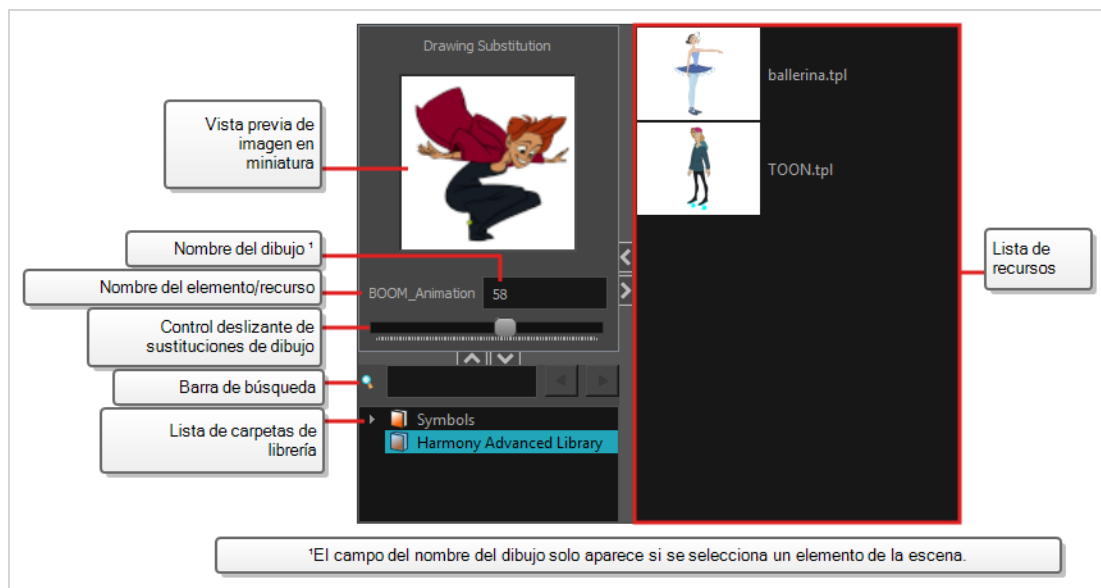 Drawing Substitution
ballerina.tpl
Vista previa de
imagen en
miniatura
TOON.tpl
Nombre del dibujo ¹
Lista de
recursos
Nombre del elemento/recurso
BOOM_Animation 58
Control deslizante de
sustituciones de dibujo
Barra de búsqueda
Lista de carpetas de
librería
Symbols
Harmony Advanced Library
¹El campo del nombre del dibujo solo aparece si se selecciona un elemento de la escena.